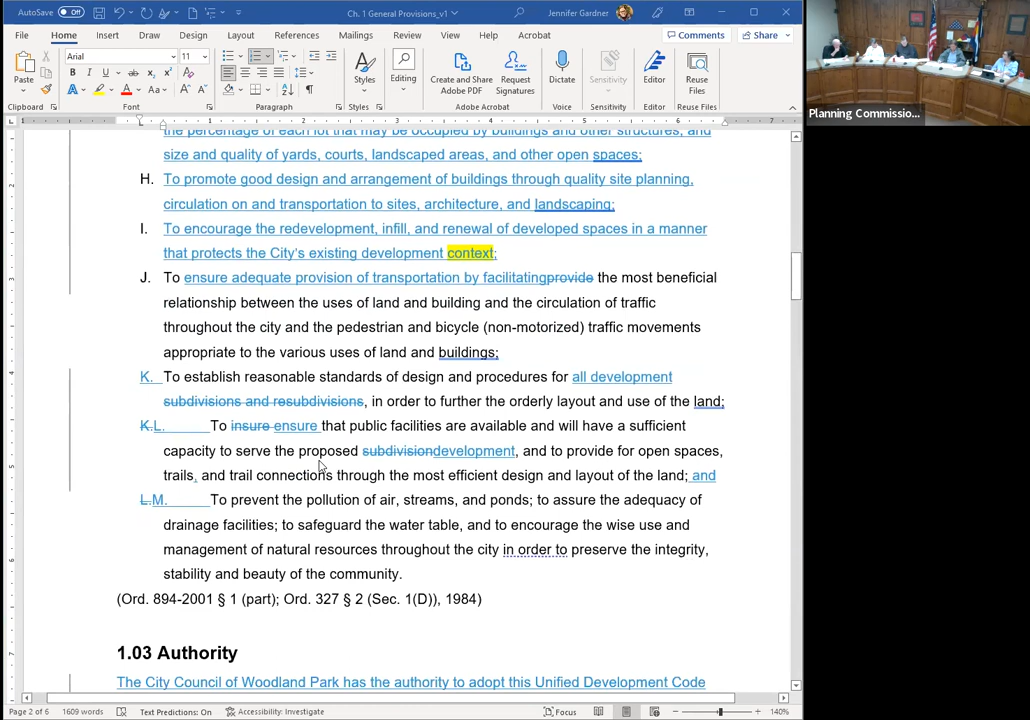 AutoSave Off
Ch. 1 General Provisions_v1
Jennifer Gardner
File Home Insert Draw Design Layout References Mailings Review View Help Acrobat Comments Share
Arial 11
Paste
Styles
Editing
Create and Share Adobe PDF
Request Signatures
Dictate
Sensitivity
Editor
Reuse Files
Clipboard Font Paragraph Styles Adobe Acrobat Voice Sensitivity Editor Reuse Files
Planning Commissio...
the percentage of each lot that may be occupied by buildings and other structures, and
size and quality of yards, courts, landscaped areas, and other open spaces;
H. To promote good design and arrangement of buildings through quality site planning,
circulation on and transportation to sites, architecture, and landscaping;
I. To encourage the redevelopment, infill, and renewal of developed spaces in a manner
that protects the City's existing development context;
J. To ensure adequate provision of transportation by facilitatingprovide the most beneficial
relationship between the uses of land and building and the circulation of traffic
throughout the city and the pedestrian and bicycle (non-motorized) traffic movements
appropriate to the various uses of land and buildings;
K. To establish reasonable standards of design and procedures for all development
subdivisions and resubdivisions, in order to further the orderly layout and use of the land;
K.L. To insure ensure that public facilities are available and will have a sufficient
capacity to serve the proposed subdivisiondevelopment, and to provide for open spaces,
trails, and trail connections through the most efficient design and layout of the land; and
L.M. To prevent the pollution of air, streams, and ponds; to assure the adequacy of
drainage facilities; to safeguard the water table, and to encourage the wise use and
management of natural resources throughout the city in order to preserve the integrity,
stability and beauty of the community.
(Ord. 894-2001 § 1 (part); Ord. 327 § 2 (Sec. 1(D)), 1984)
1.03 Authority
The City Council of Woodland Park has the authority to adopt this Unified Development Code
Page 2 of 6 1609 words Text Predictions: On Accessibility: Investigate Focus 140%